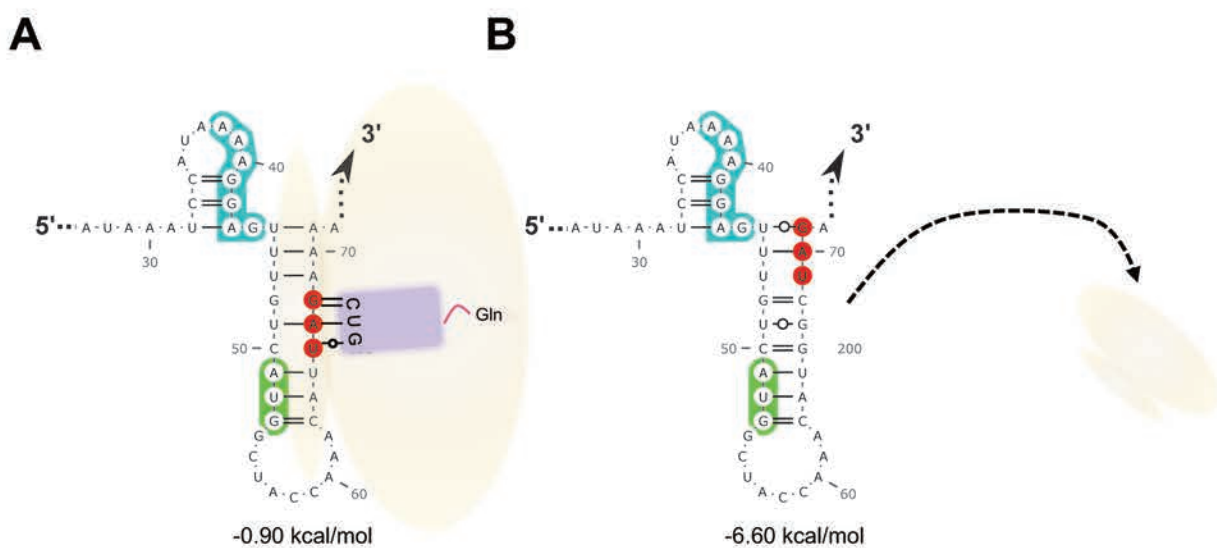 A
B
3'
3'
U A A A
U A A A
A A 40
A A 40
C G
C G
C G
C G
5' A U A A A U U A G U A A
5' A U A A A U U A G U G A
30
30
U A 70
U A 70
U A
U U
G G C
G C
U A U Gln
U G
50 C U G
50 C G 200
A U
A U
U A
U A
G C
G C
G A
G A
C A
C A
U A
U A
A C C 60
A C C 60
-0.90 kcal/mol
-6.60 kcal/mol